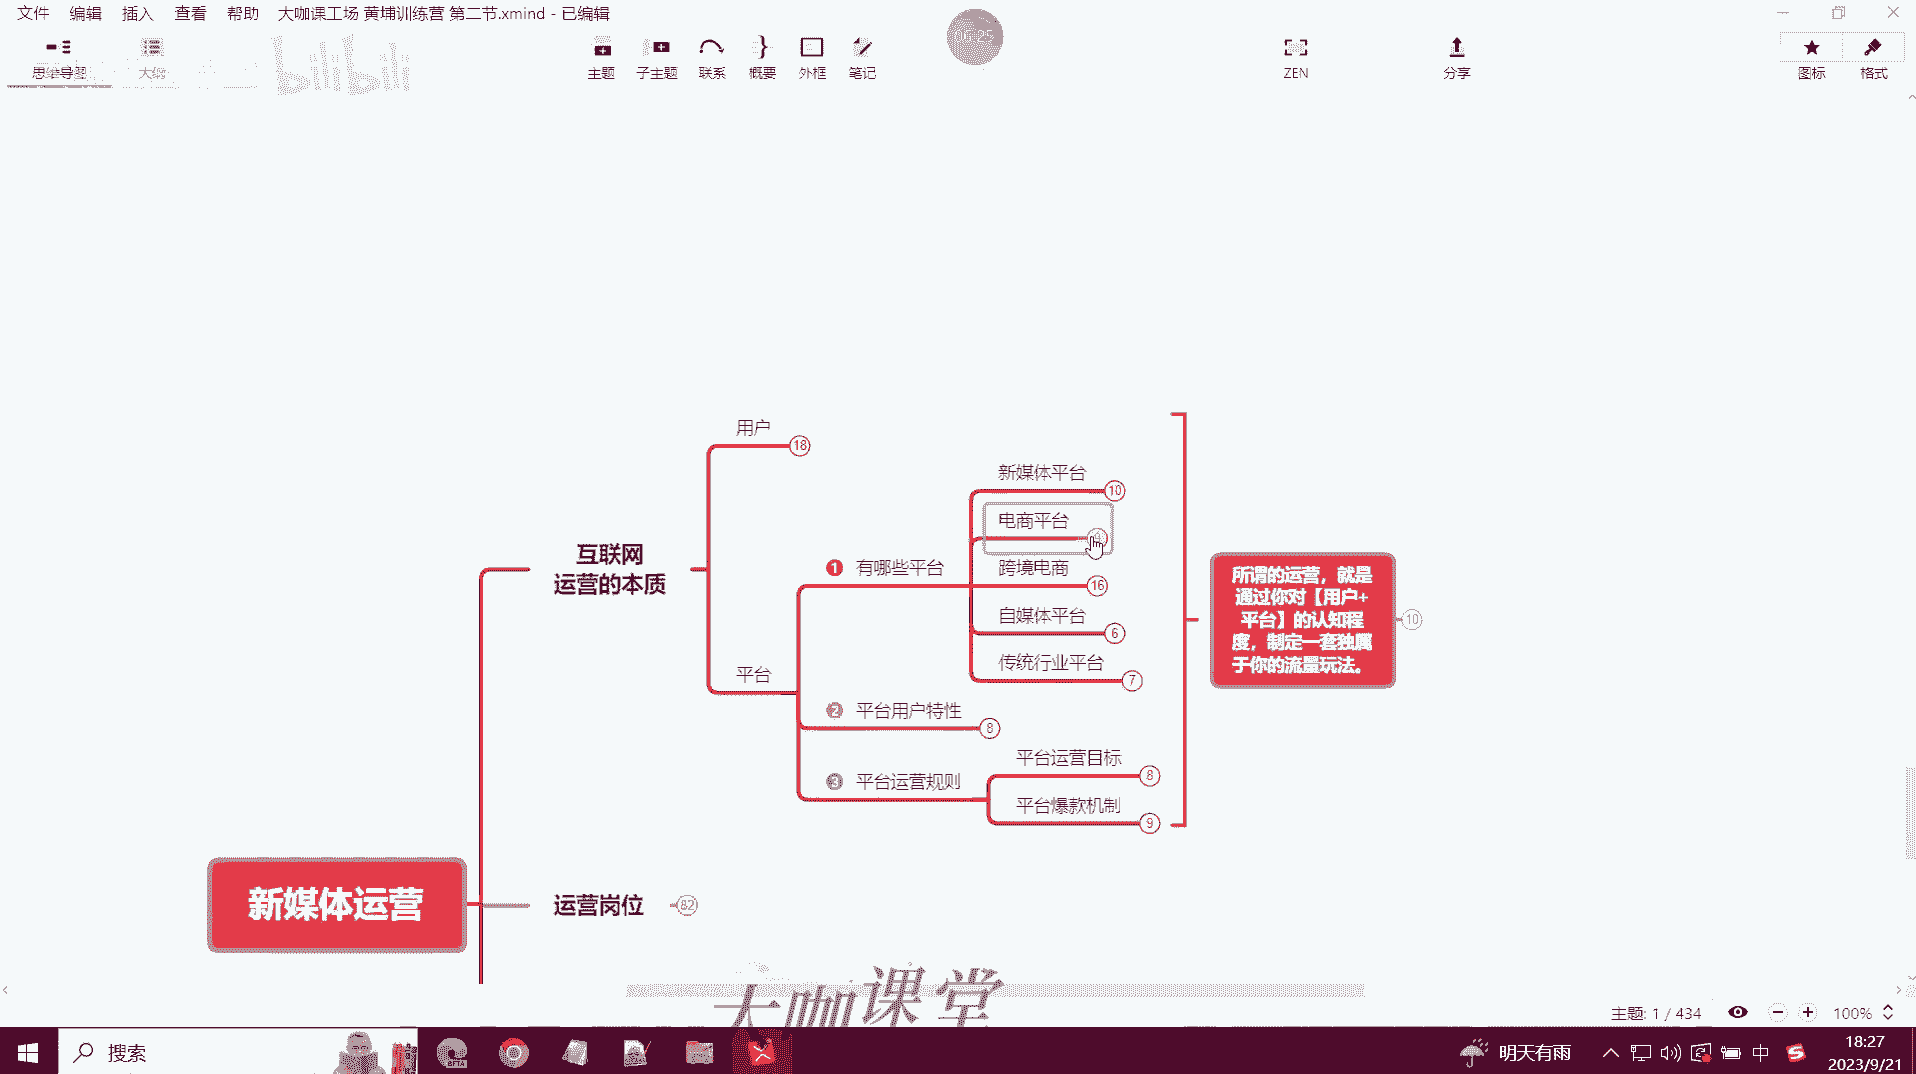 文件 编辑 插入 查看 帮助 大咖课工场 黄埔训练营 第二节.xmind - 已编辑
bilibili
思维导图 大纲 主题 子主题 联系 概要 外框 笔记 ZEN 分享 图标 格式
用户 18
新媒体平台 10
电商平台
❶ 有哪些平台
跨境电商 16
自媒体平台 6
传统行业平台 7
平台
❷ 平台用户特性 8
❸ 平台运营规则
平台运营目标 8
平台爆款机制 9
互联网
运营的本质
所谓的运营，就是
通过你对【用户+
平台】的认知程
度，制定一套独属
于你的流量玩法。
10
新媒体运营
运营岗位 82
大咖课堂
主题: 1 / 434 100%
搜索
BETA
明天有雨
中
18:27
2023/9/21